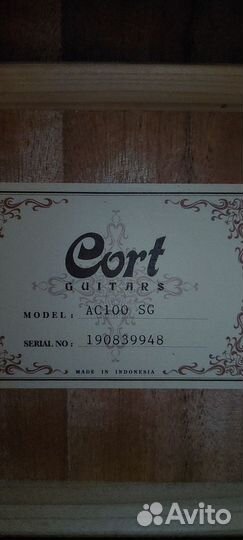 Cort
GUITARS
MODEL: AC100 SG
SERIAL NO: 190839948
MADE IN INDONESIA
Avito